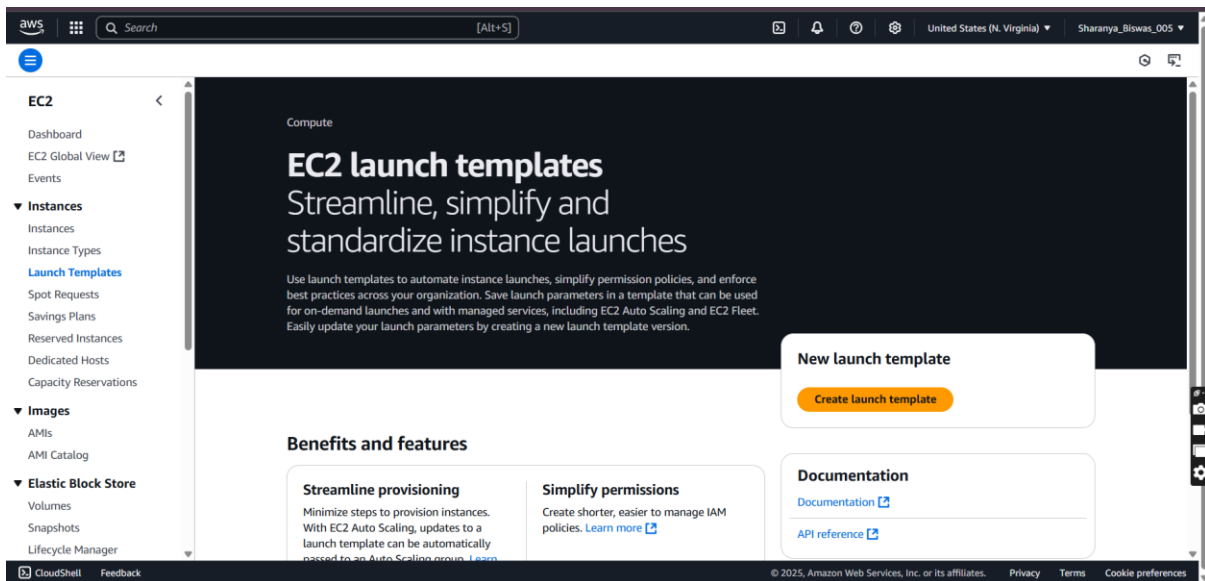 aws
Search
[Alt+S]
United States (N. Virginia)
Sharanya_Biswas_005
EC2
Dashboard
EC2 Global View
Events
Instances
Instances
Instance Types
Launch Templates
Spot Requests
Savings Plans
Reserved Instances
Dedicated Hosts
Capacity Reservations
Images
AMIs
AMI Catalog
Elastic Block Store
Volumes
Snapshots
Lifecycle Manager
Compute
EC2 launch templates
Streamline, simplify and
standardize instance launches
Use launch templates to automate instance launches, simplify permission policies, and enforce
best practices across your organization. Save launch parameters in a template that can be used
for on-demand launches and with managed services, including EC2 Auto Scaling and EC2 Fleet.
Easily update your launch parameters by creating a new launch template version.
New launch template
Create launch template
Benefits and features
Streamline provisioning
Minimize steps to provision instances.
With EC2 Auto Scaling, updates to a
launch template can be automatically
passed to an Auto Scaling group. Learn
Simplify permissions
Create shorter, easier to manage IAM
policies. Learn more
Documentation
Documentation
API reference
CloudShell
Feedback
© 2025, Amazon Web Services, Inc. or its affiliates.
Privacy
Terms
Cookie preferences